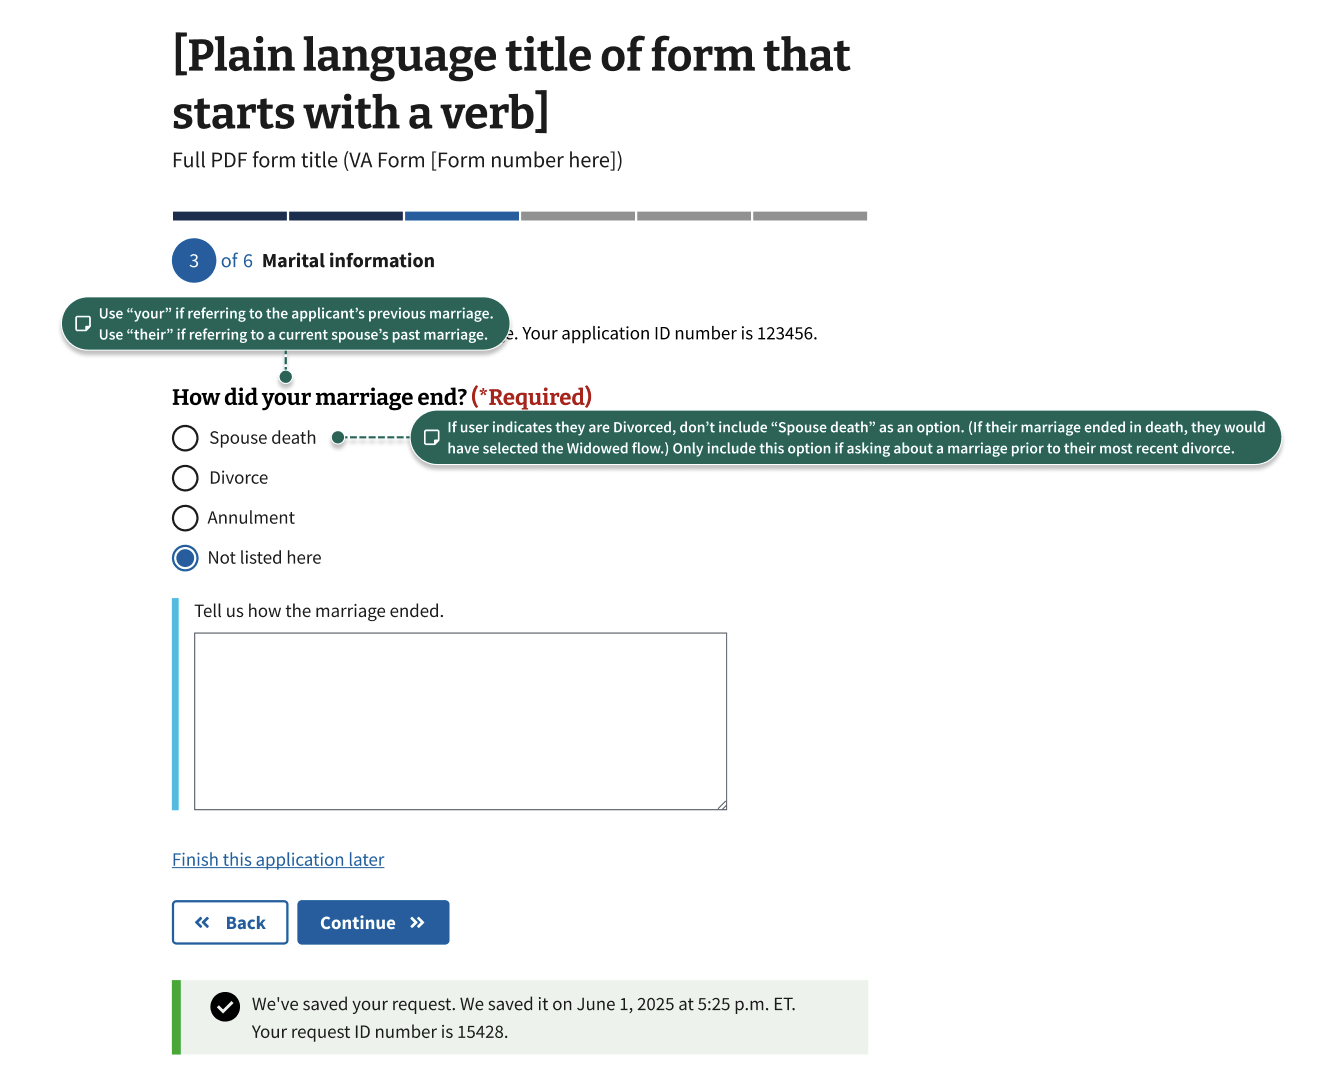 [Plain language title of form that
starts with a verb]
Full PDF form title (VA Form [Form number here])
3 of 6 Marital information
Use “your” if referring to the applicant’s previous marriage.
Use “their” if referring to a current spouse’s past marriage.
Your application ID number is 123456.
How did your marriage end? (*Required)
Spouse death
If user indicates they are Divorced, don’t include “Spouse death” as an option. (If their marriage ended in death, they would
have selected the Widowed flow.) Only include this option if asking about a marriage prior to their most recent divorce.
Divorce
Annulment
Not listed here
Tell us how the marriage ended.
Finish this application later
Back
Continue
We've saved your request. We saved it on June 1, 2025 at 5:25 p.m. ET.
Your request ID number is 15428.